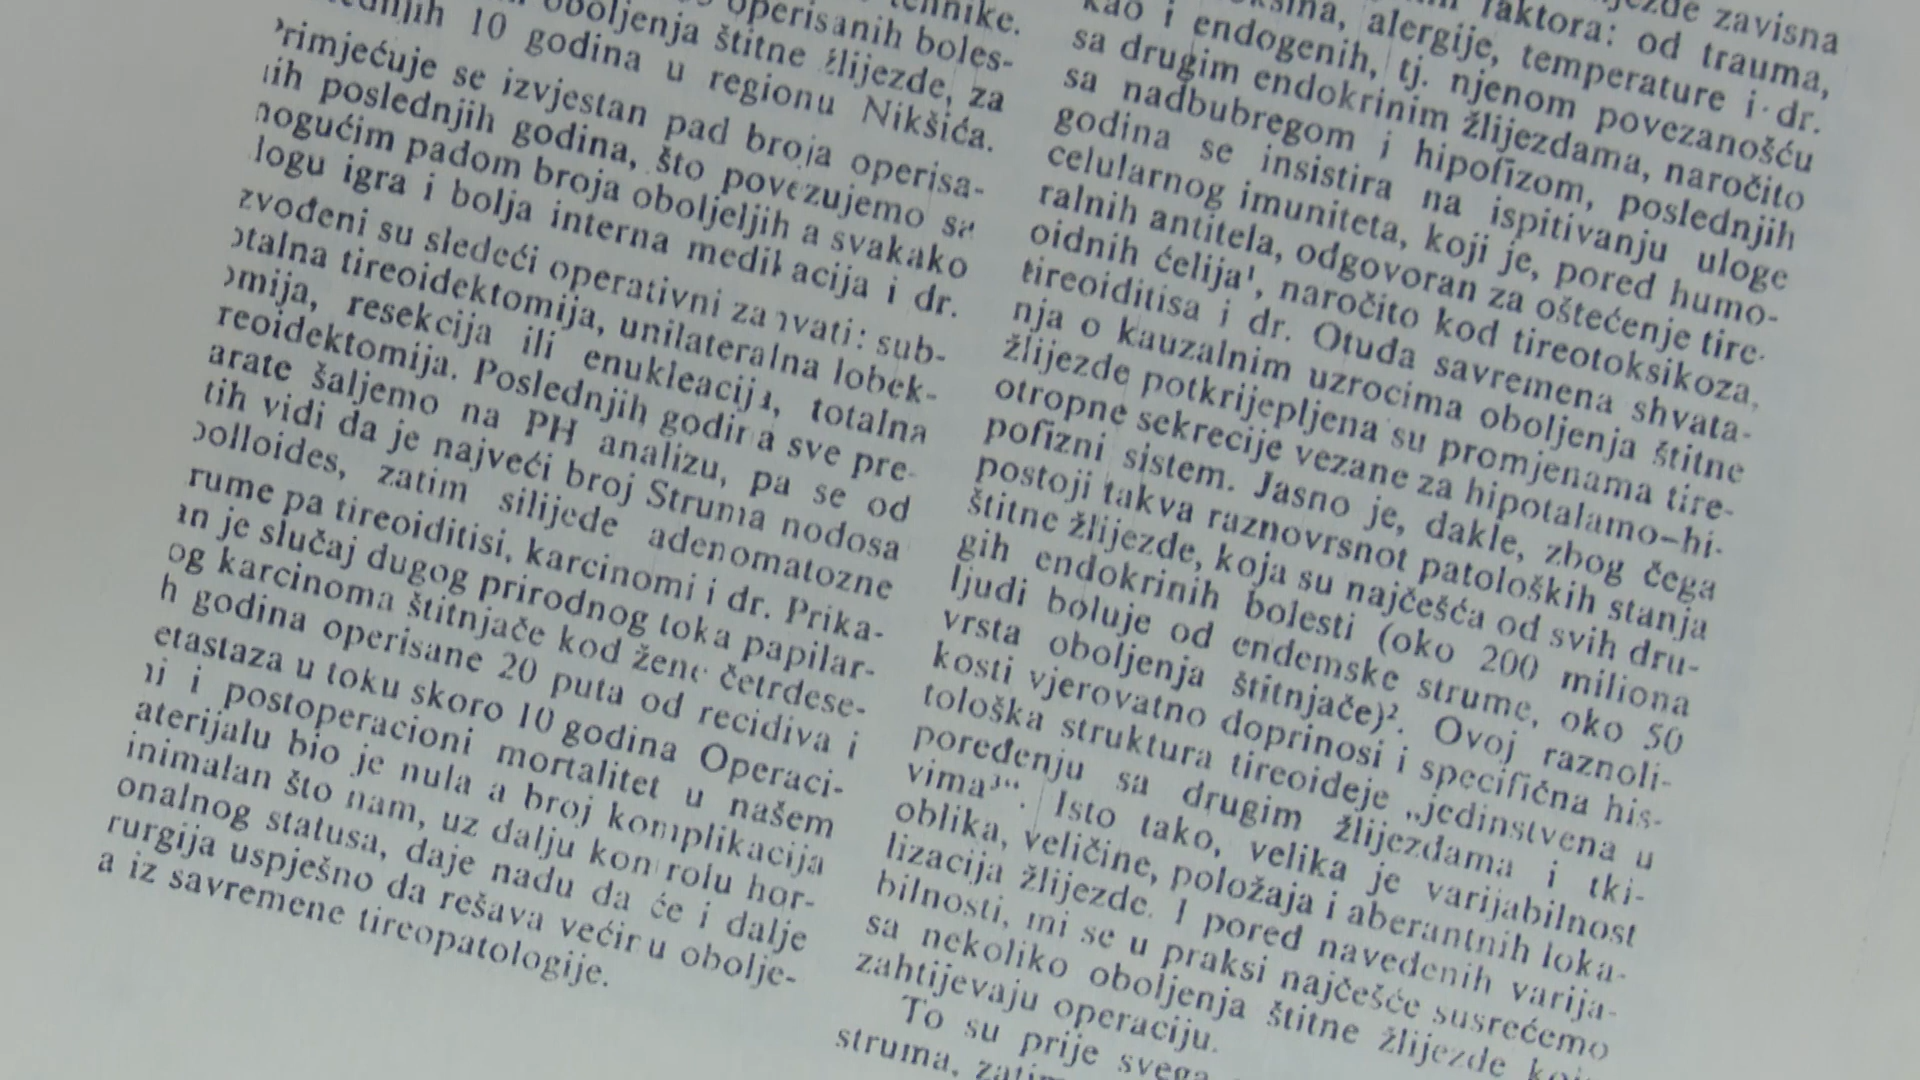 tehnike.
operisanih boles-
oboljenja štitne žlijezde, za
10 godina u regionu Nikšića.
rimjećuje se izvjestan pad broja operisa-
ih poslednjih godina, što povezujemo sa
mogućim padom broja oboljeljih a svakako
logu igra i bolja interna medikacija i dr.
zvođeni su sledeći operativni zahvati: sub-
otalna tireoidektomija, unilateralna lobek-
omija, resekcija ili enukleacija, totalna
reoidektomija. Poslednjih godina sve pre-
arate šaljemo na PH analizu, pa se od
tih vidi da je najveći broj Struma nodosa
olloides, zatim silijede adenomatozne
rume pa tireoiditisi, karcinomi i dr. Prika-
an je slučaj dugog prirodnog toka papilar-
og karcinoma štitnjače kod žene četrdese-
h godina operisane 20 puta od recidiva i
etastaza u toku skoro 10 godina Operaci-
ni i postoperacioni mortalitet u našem
aterijalu bio je nula a broj komplikacija
inimalan što nam, uz dalju kontrolu hor-
onalnog statusa, daje nadu da će i dalje
rurgija uspješno da rešava većinu obolje-
a iz savremene tireopatologije.
zavisna
faktora: od trauma,
alergije, temperature i dr.
kao i endogenih, tj. njenom povezanošću
sa drugim endokrinim žlijezdama, naročito
sa nadbubregom i hipofizom, poslednjih
godina se insistira na ispitivanju uloge
celularnog imuniteta, koji je, pored humo-
ralnih antitela, odgovoran za oštećenje tire-
oidnih ćelija¹, naročito kod tireotoksikoza,
tireoiditisa i dr. Otuda savremena shvata-
nja o kauzalnim uzrocima oboljenja štitne
žlijezde potkrijepljena su promjenama tire-
otropne sekrecije vezane za hipotalamo–hi-
pofizni sistem. Jasno je, dakle, zbog čega
postoji takva raznovrsnot patoloških stanja
štitne žlijezde, koja su najčešća od svih dru-
gih endokrinih bolesti (oko 200 miliona
ljudi boluje od endemske strume, oko 50
vrsta oboljenja štitnjače)². Ovoj raznoli-
kosti vjerovatno doprinosi i specifična his-
tološka struktura tireoideje „jedinstvena u
poređenju sa drugim žlijezdama i tki-
vima³“. Isto tako, velika je varijabilnost
oblika, veličine, položaja i aberantnih loka-
lizacija žlijezde. I pored navedenih varija-
bilnosti, mi se u praksi najčešće susrećemo
sa nekoliko oboljenja štitne žlijezde
zahtijevaju operaciju.
To su prije svega
struma,